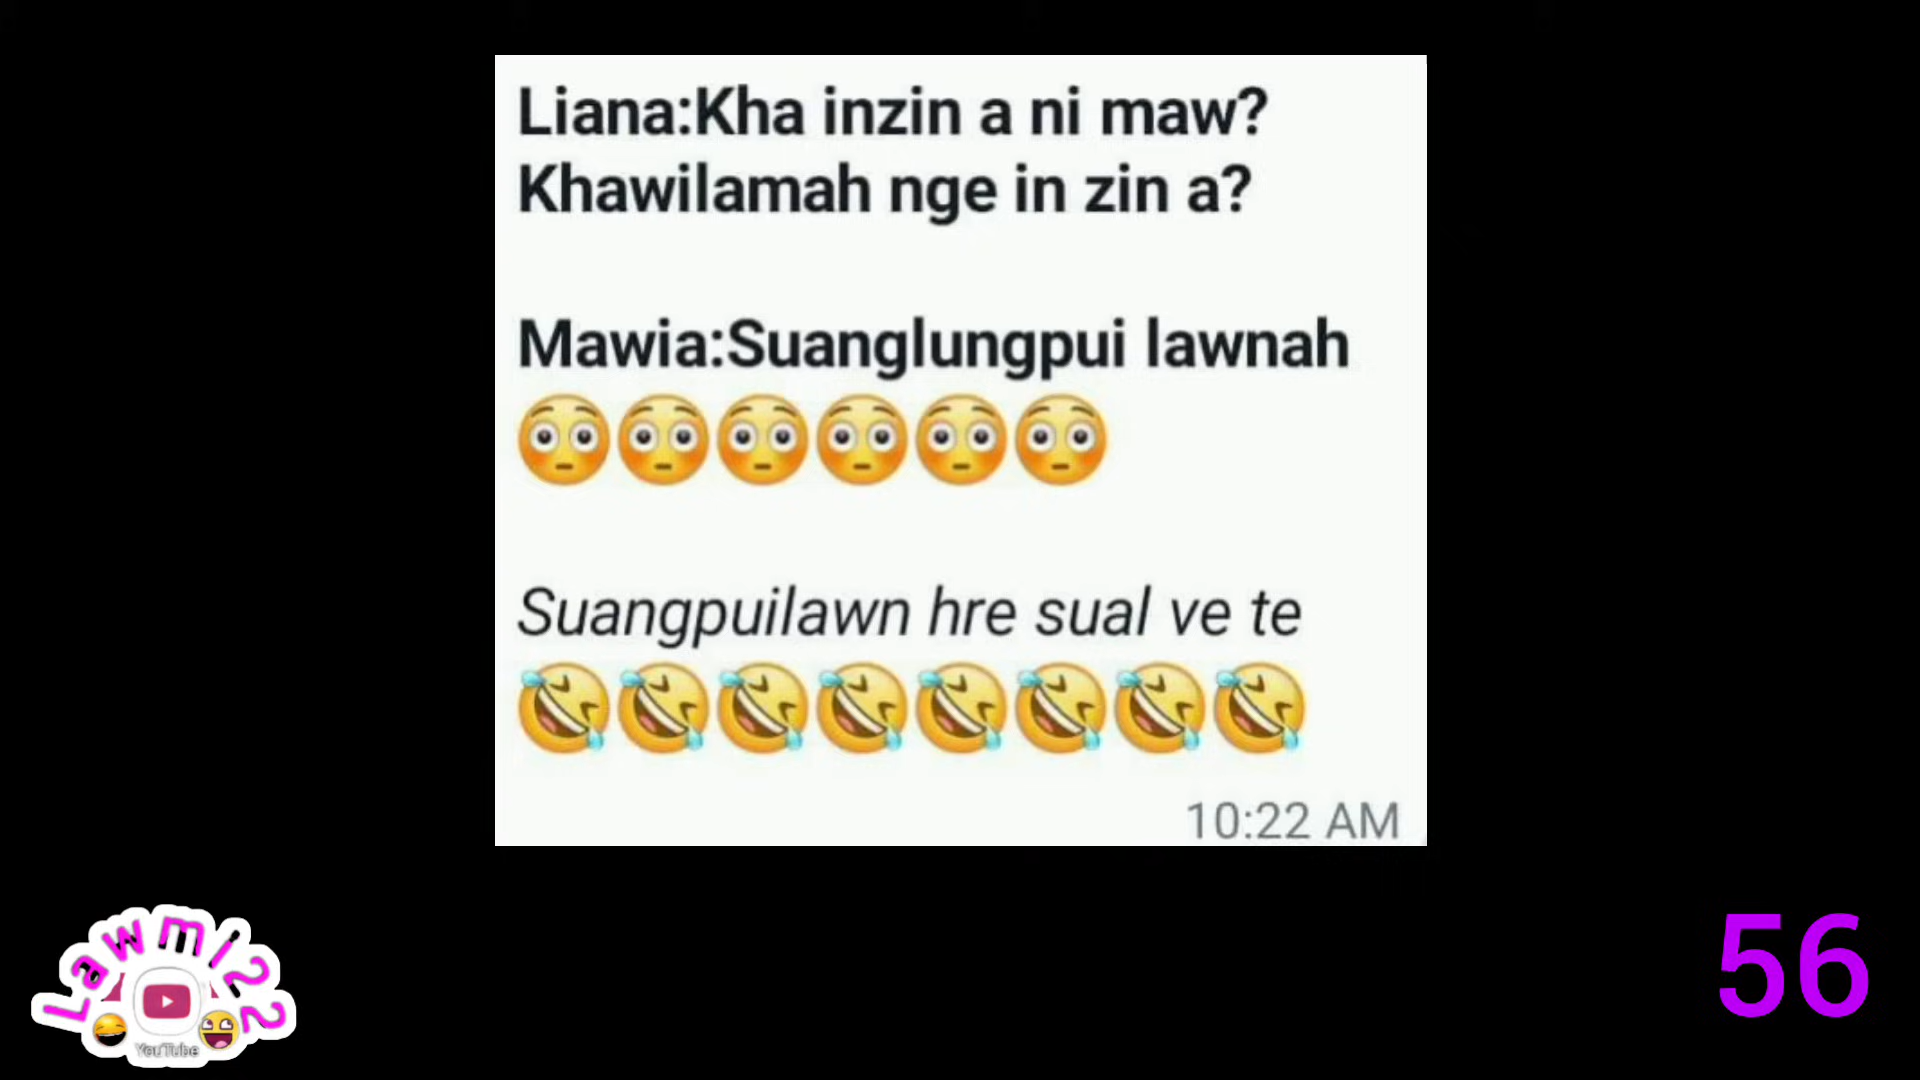 Liana:Kha inzin a ni maw?
Khawilamah nge in zin a?
Mawia:Suanglungpui lawnah
😳😳😳😳😳😳
Suangpuilawn hre sual ve te
🤣🤣🤣🤣🤣🤣🤣🤣
10:22 AM
Lawmi22
YouTube
56